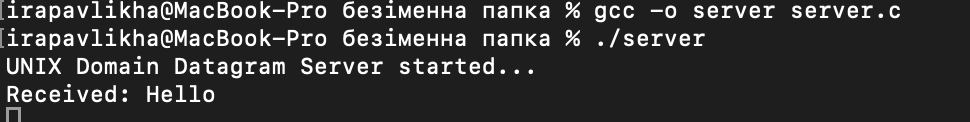 [irapavlikha@MacBook-Pro безіменна папка % gcc -o server server.c
[irapavlikha@MacBook-Pro безіменна папка % ./server
UNIX Domain Datagram Server started...
Received: Hello